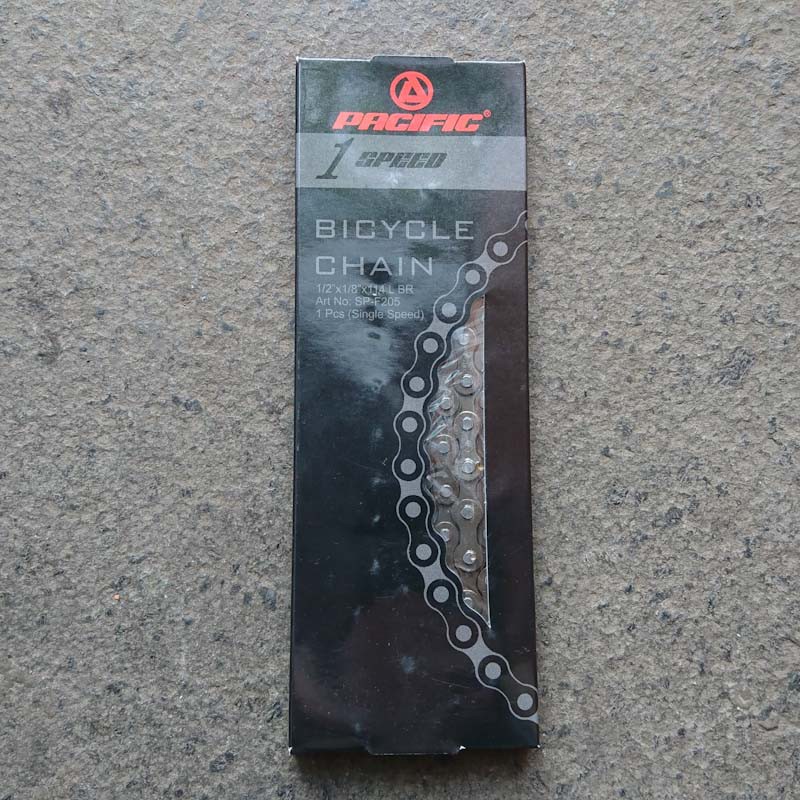 PACIFIC®
1 SPEED
BICYCLE
CHAIN
1/2"x1/8"x114 L BR
Art No: SP-F205
1 Pcs (Single Speed)